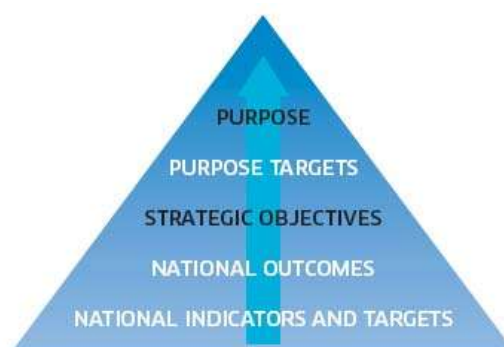 PURPOSE
PURPOSE TARGETS
STRATEGIC OBJECTIVES
NATIONAL OUTCOMES
NATIONAL INDICATORS AND TARGETS